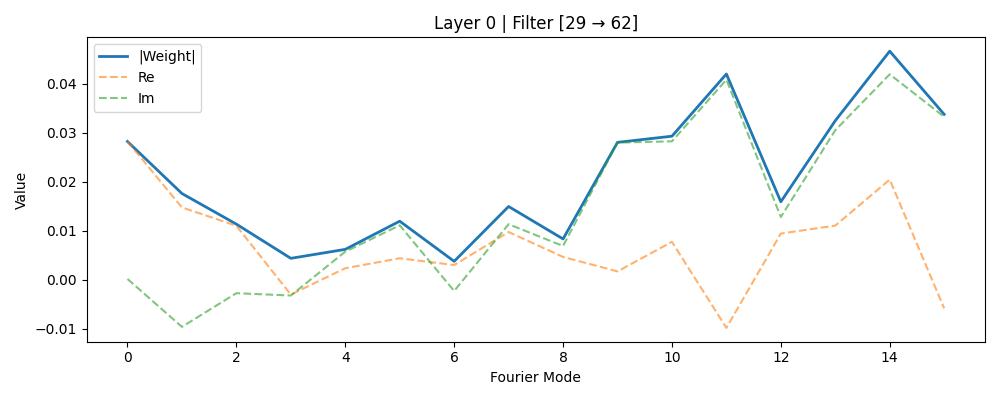 Layer 0 | Filter [29 → 62]
|Weight|
Re
Im
Value
0.04
0.03
0.02
0.01
0.00
−0.01
0 2 4 6 8 10 12 14
Fourier Mode